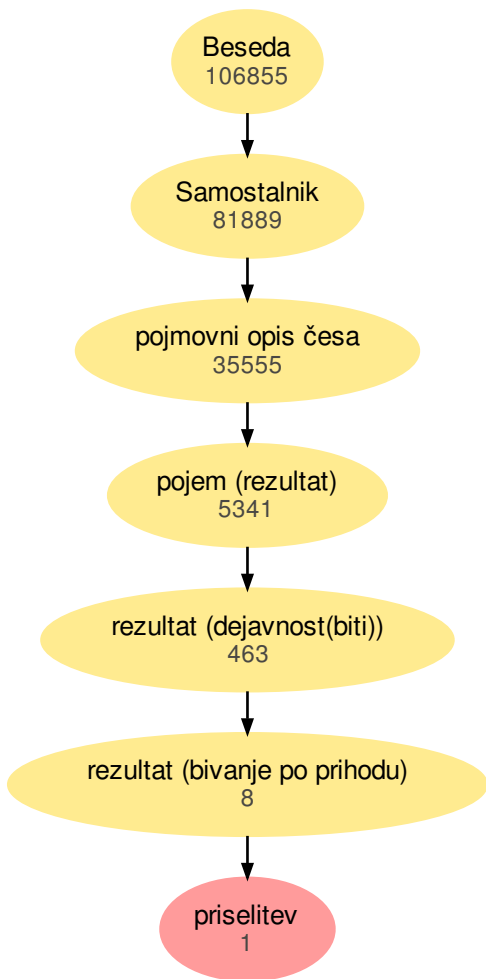 Beseda
106855
Samostalnik
81889
pojmovni opis česa
35555
pojem (rezultat)
5341
rezultat (dejavnost(biti))
463
rezultat (bivanje po prihodu)
8
priselitev
1